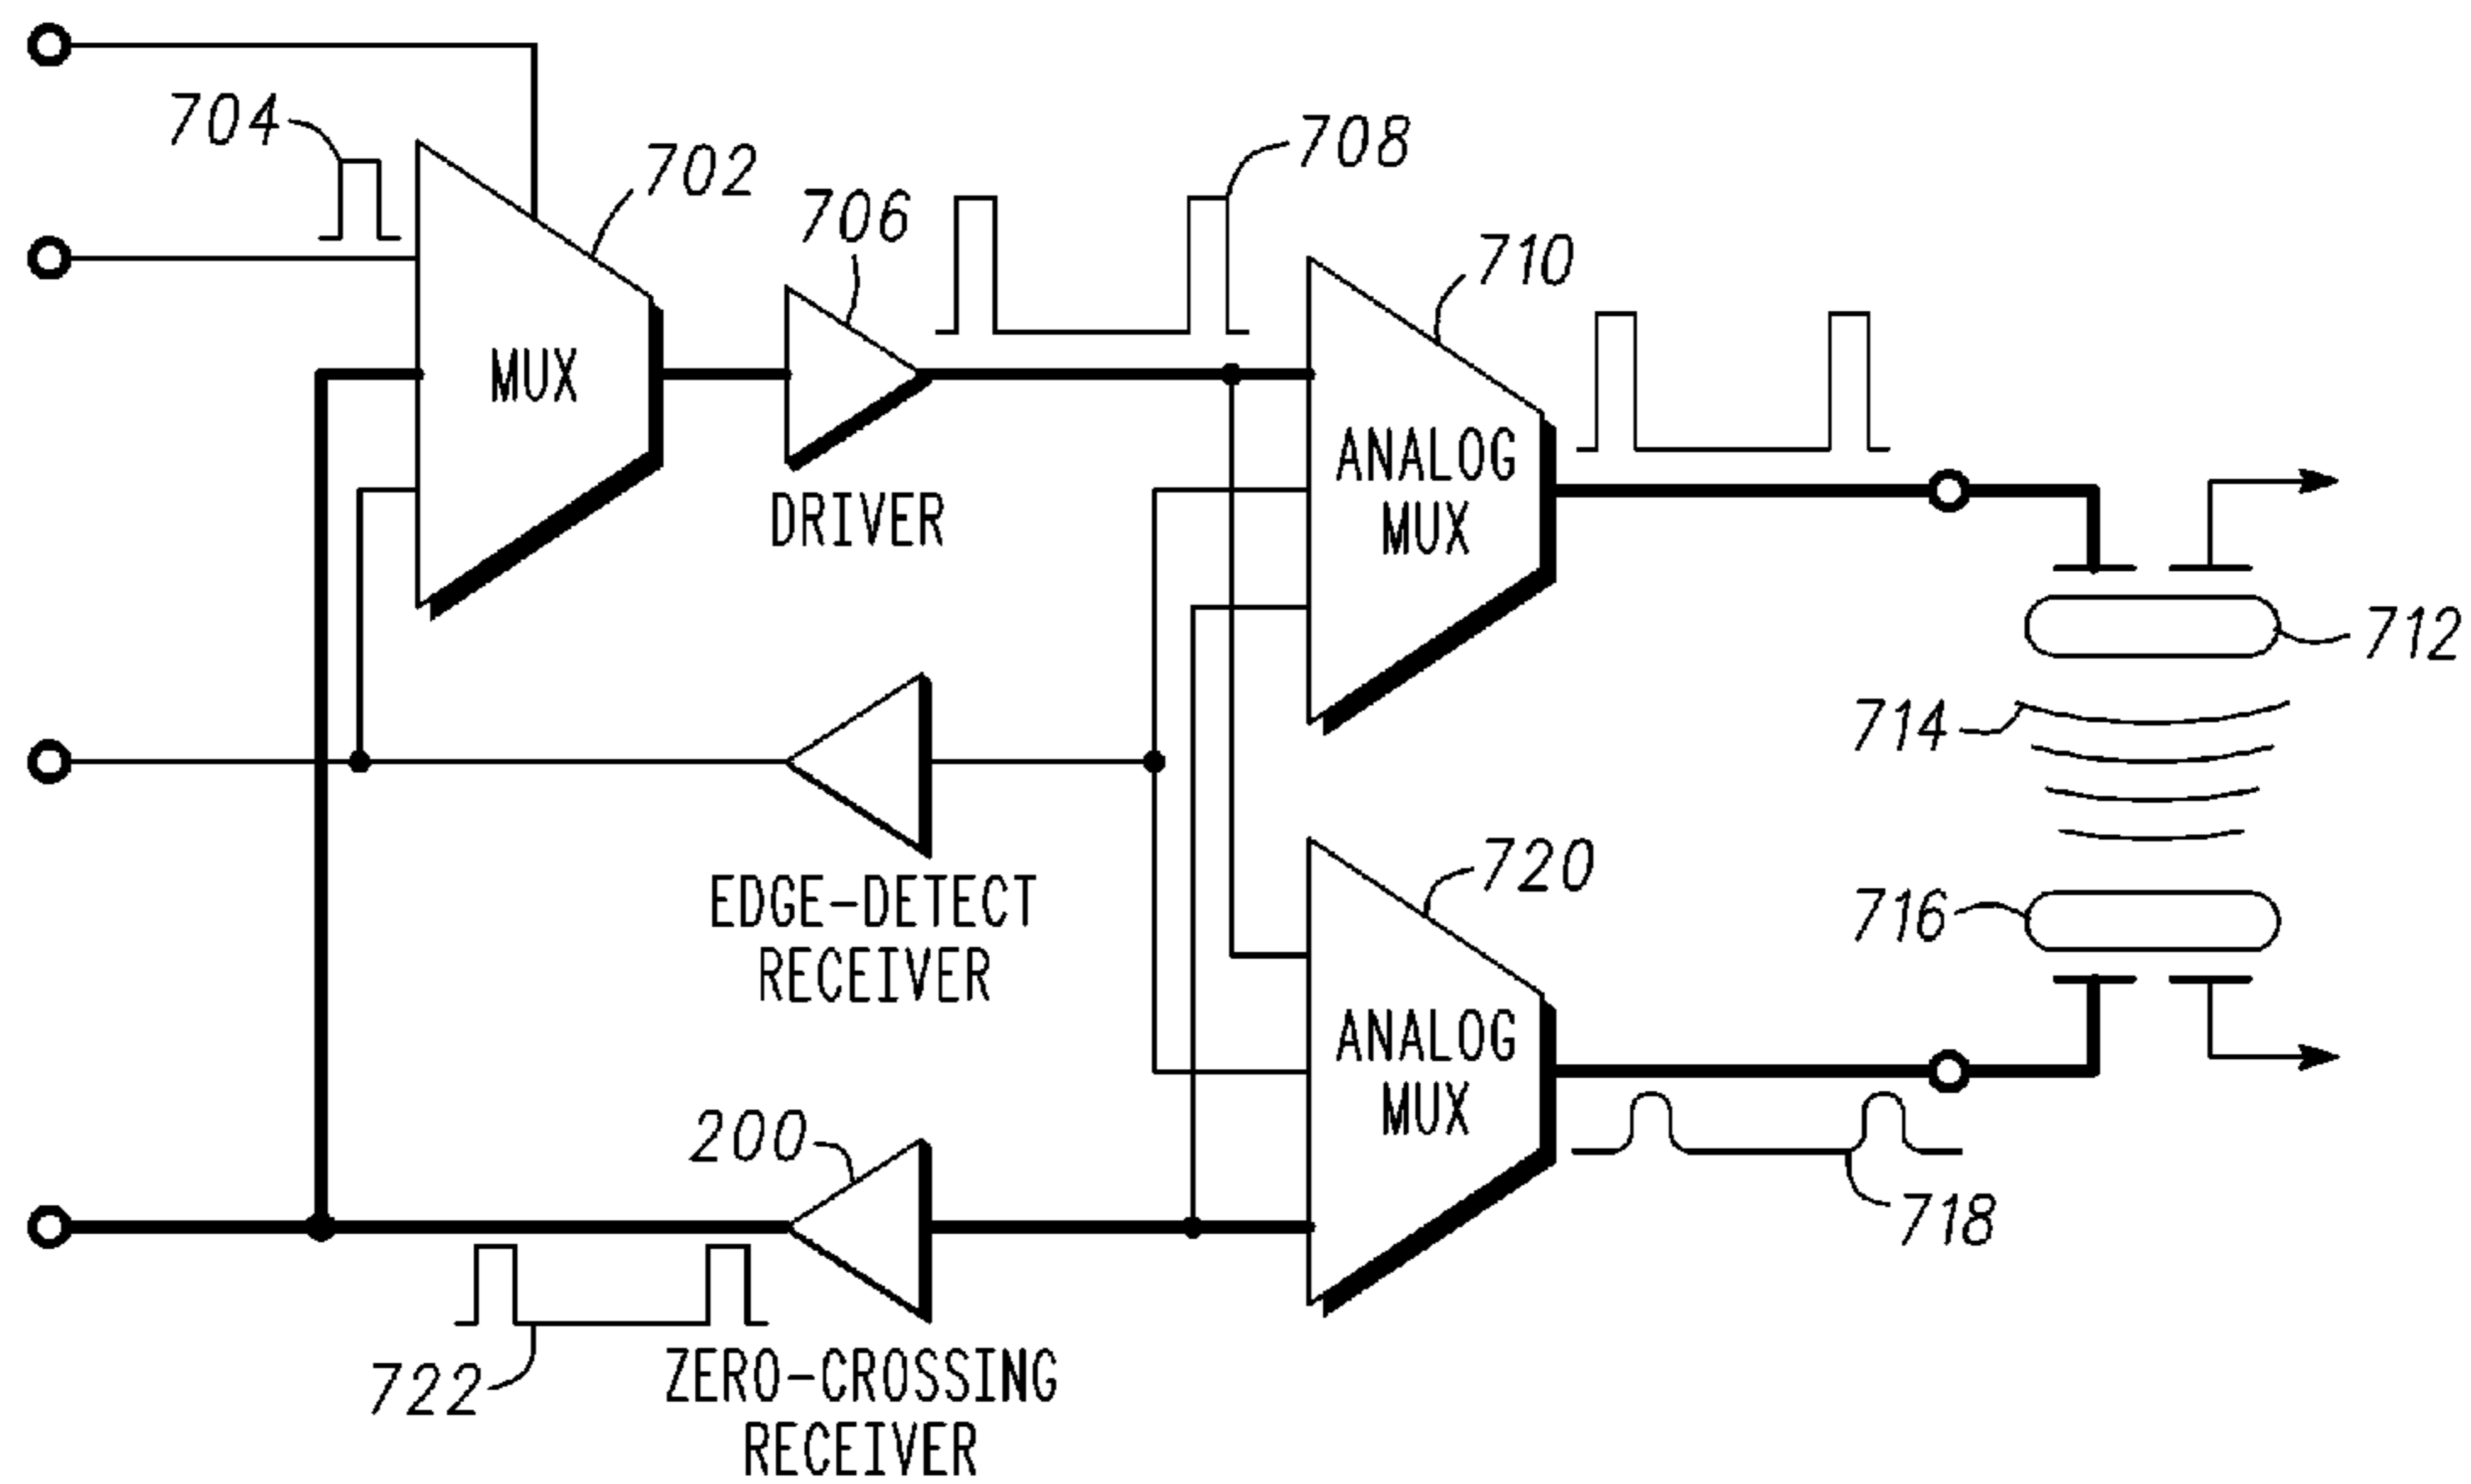 704
702
706
708
710
MUX
DRIVER
ANALOG
MUX
712
714
EDGE-DETECT
RECEIVER
720
716
ANALOG
MUX
200
718
722
ZERO-CROSSING
RECEIVER